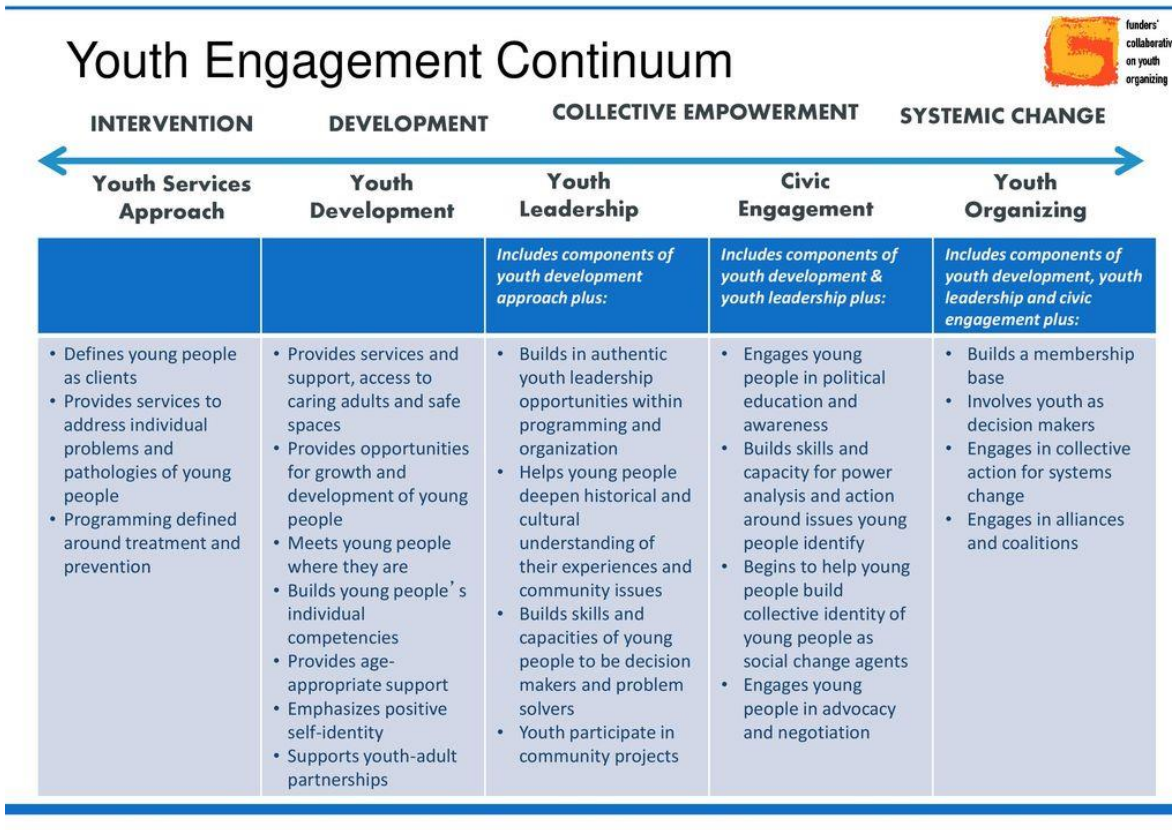 Youth Engagement Continuum
funders'
collaborativ
on youth
organizing
INTERVENTION
DEVELOPMENT
COLLECTIVE EMPOWERMENT
SYSTEMIC CHANGE
Youth Services
Approach
Youth
Development
Youth
Leadership
Civic
Engagement
Youth
Organizing
Includes components of
youth development
approach plus:
Includes components of
youth development &
youth leadership plus:
Includes components of
youth development, youth
leadership and civic
engagement plus:
• Defines young people
as clients
• Provides services to
address individual
problems and
pathologies of young
people
• Programming defined
around treatment and
prevention
• Provides services and
support, access to
caring adults and safe
spaces
• Provides opportunities
for growth and
development of young
people
• Meets young people
where they are
• Builds young people's
individual
competencies
• Provides age-
appropriate support
• Emphasizes positive
self-identity
• Supports youth-adult
partnerships
• Builds in authentic
youth leadership
opportunities within
programming and
organization
• Helps young people
deepen historical and
cultural
understanding of
their experiences and
community issues
• Builds skills and
capacities of young
people to be decision
makers and problem
solvers
• Youth participate in
community projects
• Engages young
people in political
education and
awareness
• Builds skills and
capacity for power
analysis and action
around issues young
people identify
• Begins to help young
people build
collective identity of
young people as
social change agents
• Engages young
people in advocacy
and negotiation
• Builds a membership
base
• Involves youth as
decision makers
• Engages in collective
action for systems
change
• Engages in alliances
and coalitions